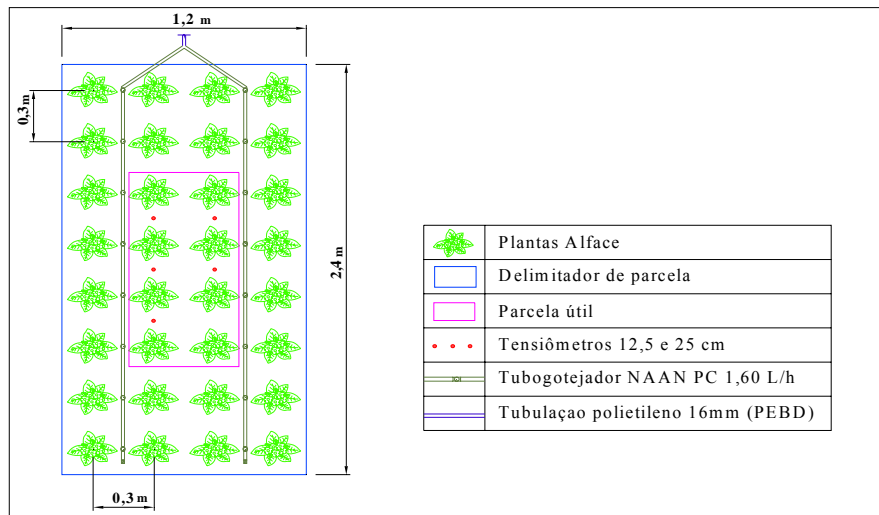 1,2 m
0,3 m
2,4 m
0,3 m
Plantas Alface
Delimitador de parcela
Parcela útil
Tensiômetros 12,5 e 25 cm
Tubogotejador NAAN PC 1,60 L/h
Tubulaçao polietileno 16mm (PEBD)